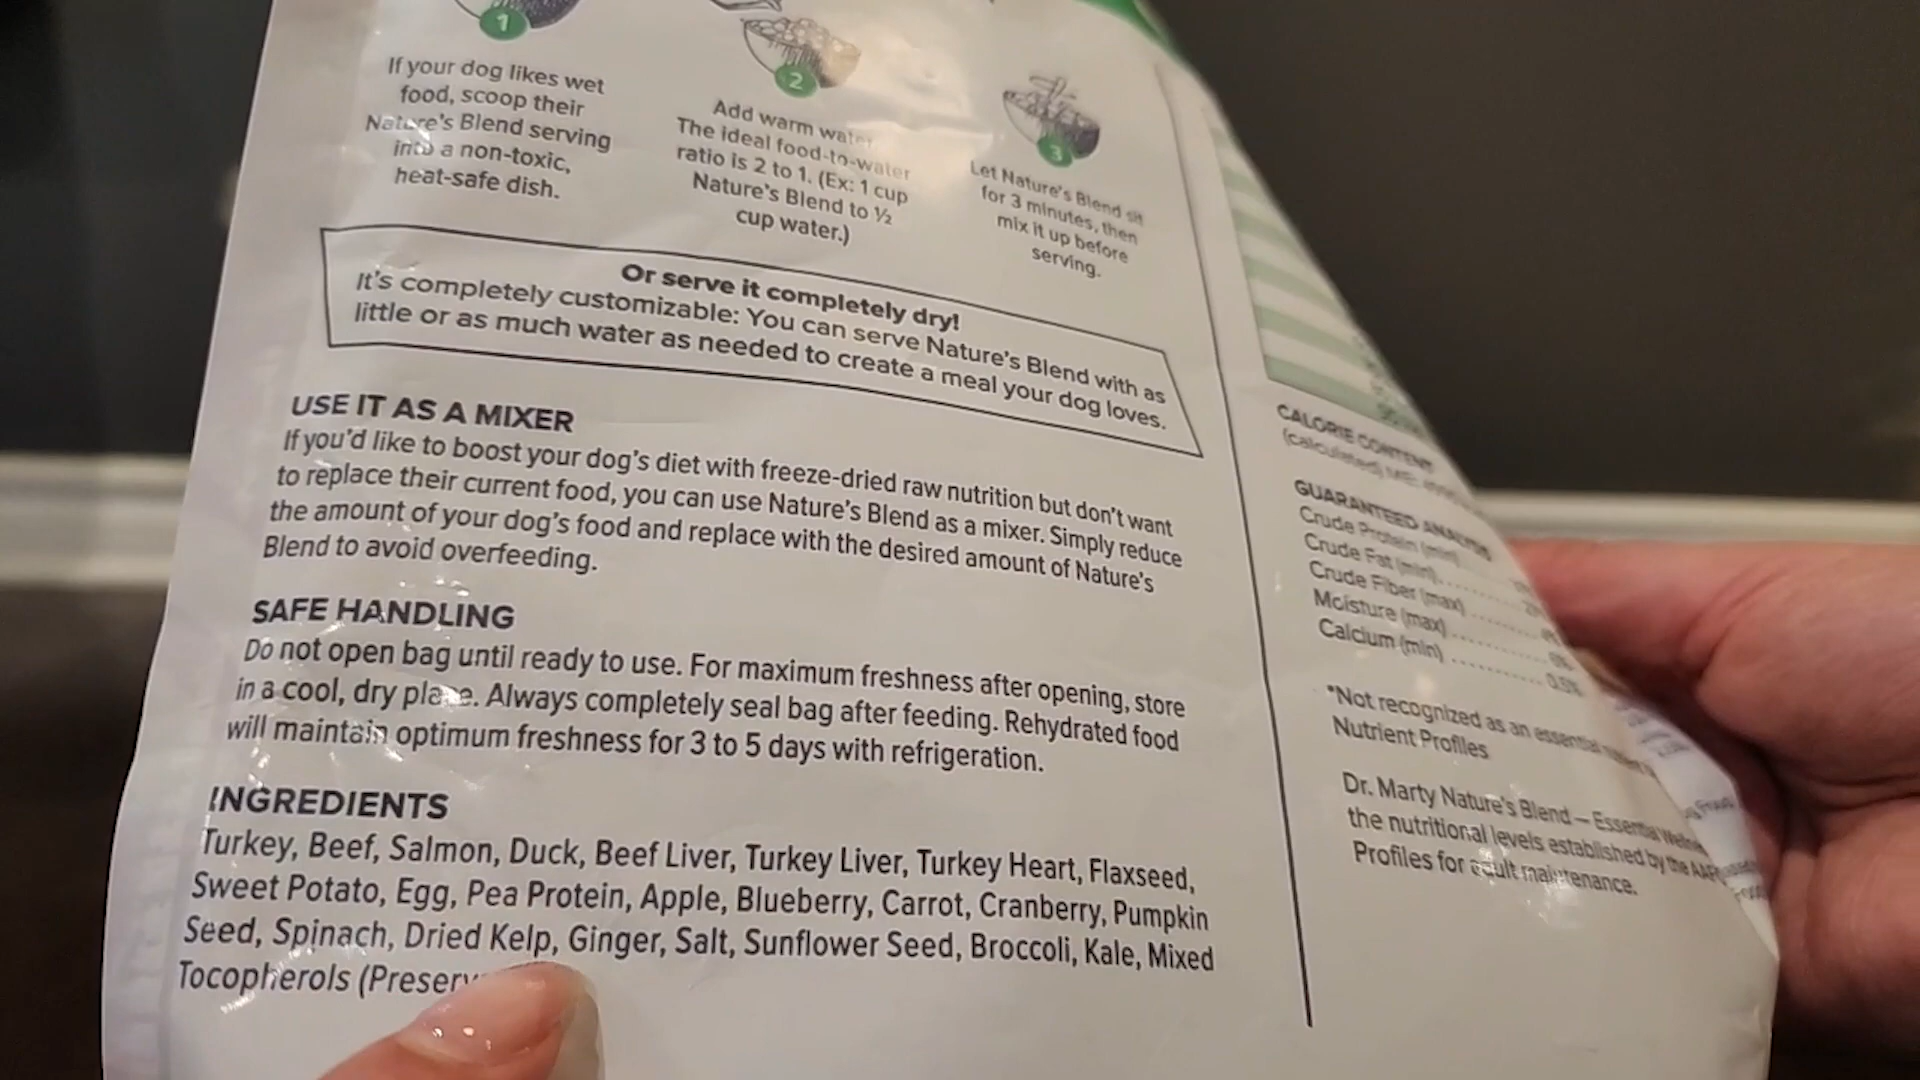 1
If your dog likes wet
food, scoop their
Nature's Blend serving
into a non-toxic,
heat-safe dish.
2
Add warm water
The ideal food-to-water
ratio is 2 to 1. (Ex: 1 cup
Nature's Blend to ½
cup water.)
3
Let Nature's Blend sit
for 3 minutes, then
mix it up before
serving.
Or serve it completely dry!
It's completely customizable: You can serve Nature's Blend with as
little or as much water as needed to create a meal your dog loves.
USE IT AS A MIXER
If you'd like to boost your dog's diet with freeze-dried raw nutrition but don't want
to replace their current food, you can use Nature's Blend as a mixer. Simply reduce
the amount of your dog's food and replace with the desired amount of Nature's
Blend to avoid overfeeding.
SAFE HANDLING
Do not open bag until ready to use. For maximum freshness after opening, store
in a cool, dry place. Always completely seal bag after feeding. Rehydrated food
will maintain optimum freshness for 3 to 5 days with refrigeration.
INGREDIENTS
Turkey, Beef, Salmon, Duck, Beef Liver, Turkey Liver, Turkey Heart, Flaxseed,
Sweet Potato, Egg, Pea Protein, Apple, Blueberry, Carrot, Cranberry, Pumpkin
Seed, Spinach, Dried Kelp, Ginger, Salt, Sunflower Seed, Broccoli, Kale, Mixed
Tocopherols (Preserv
CALORIE CONTENT
(calculated) ME:
GUARANTEED ANALYSIS
Crude Protein (min)
Crude Fat (min)
Crude Fiber (max)
Moisture (max)
Calcium (min) 0.5%
*Not recognized as an essential
Nutrient Profiles
Dr. Marty Nature's Blend – Essential Wellness
the nutritional levels established by the
Profiles for adult maintenance.